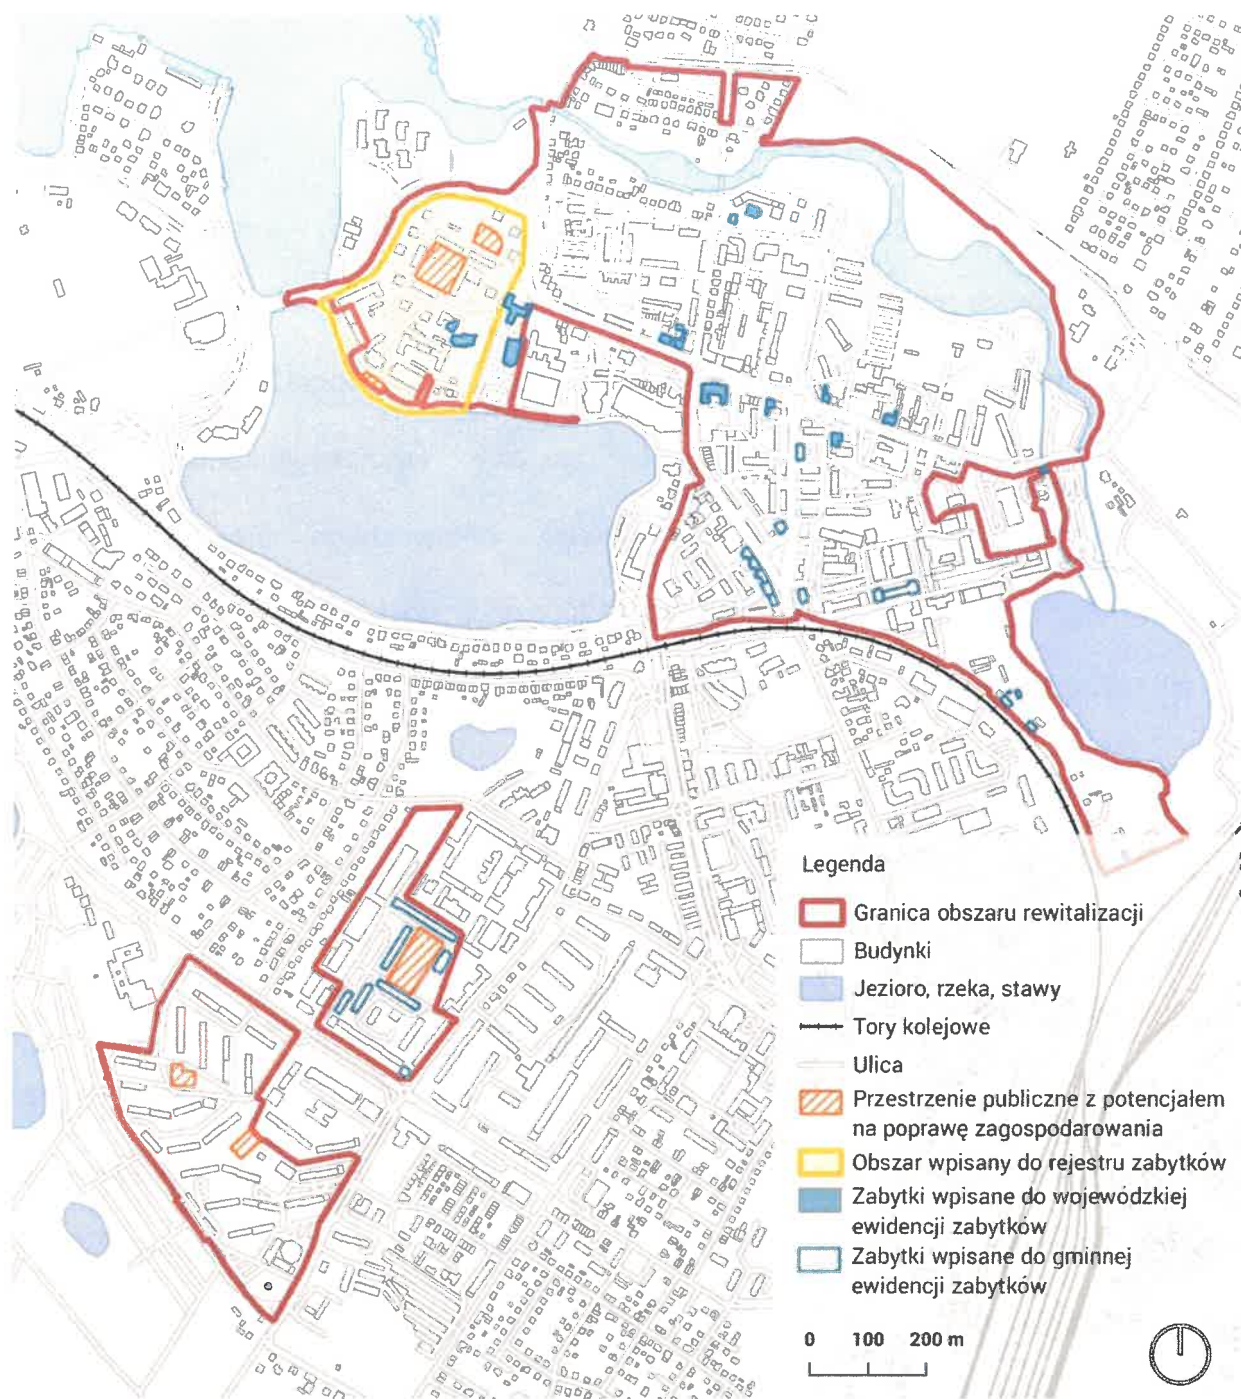 Legenda
Granica obszaru rewitalizacji
Budynki
Jezioro, rzeka, stawy
Tory kolejowe
Ulica
Przestrzenie publiczne z potencjałem
na poprawę zagospodarowania
Obszar wpisany do rejestru zabytków
Zabytki wpisane do wojewódzkiej
ewidencji zabytków
Zabytki wpisane do gminnej
ewidencji zabytków
0 100 200 m